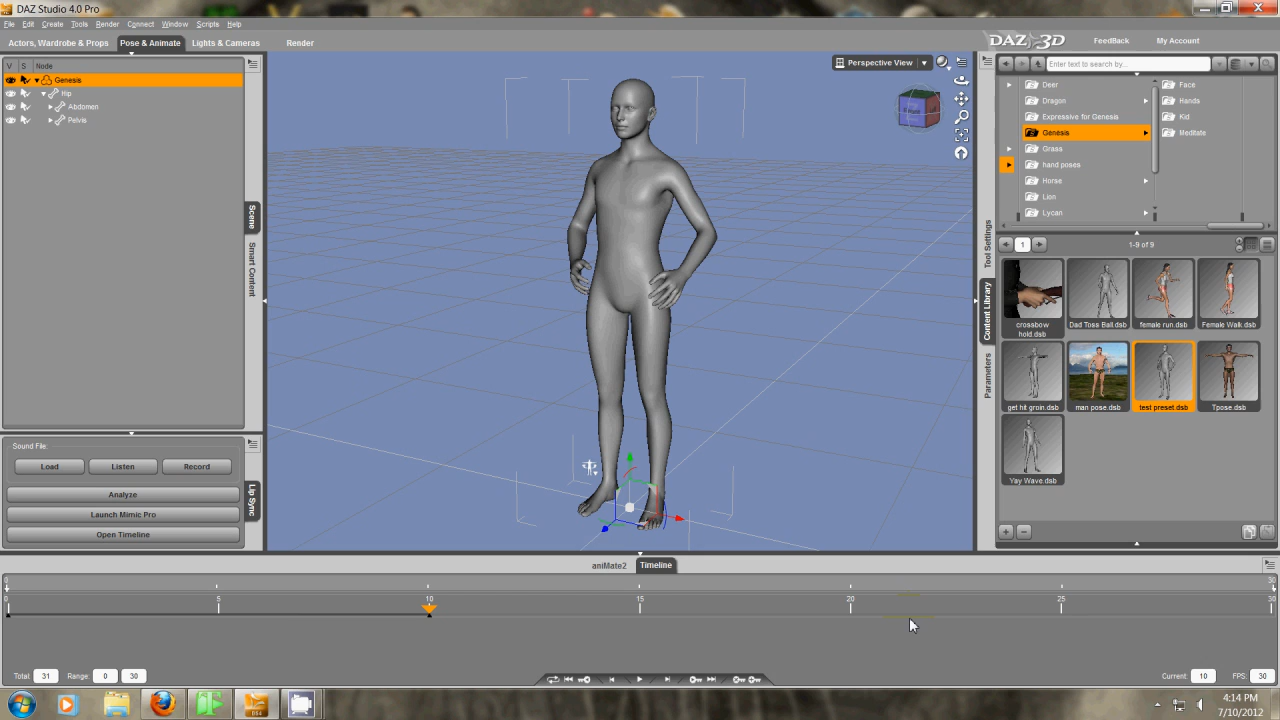 DAZ Studio 4.0 Pro
File Edit Create Tools Render Connect Window Scripts Help
Actors, Wardrobe & Props Pose & Animate Lights & Cameras Render
DAZ 3D FeedBack My Account
V S Node
Genesis
Hip
Abdomen
Pelvis
Scene
Smart Content
Sound File:
Load Listen Record
Analyze
Launch Mimic Pro
Open Timeline
Lip Sync
Perspective View
Tool Settings
Content Library
Parameters
Enter text to search by...
Deer
Dragon
Expressive for Genesis
Genesis
Grass
hand poses
Horse
Lion
Lycan
Face
Hands
Kid
Meditate
1
1-9 of 9
crossbow
hold.dsb
Dad Toss Ball.dsb
female run.dsb
Female Walk.dsb
get hit groin.dsb
man pose.dsb
test preset.dsb
Tpose.dsb
Yay Wave.dsb
aniMate2 Timeline
0 30
0 5 10 15 20 25 30
Total: 31 Range: 0 30
Current: 10 FPS: 30
DS4
4:14 PM
7/10/2012